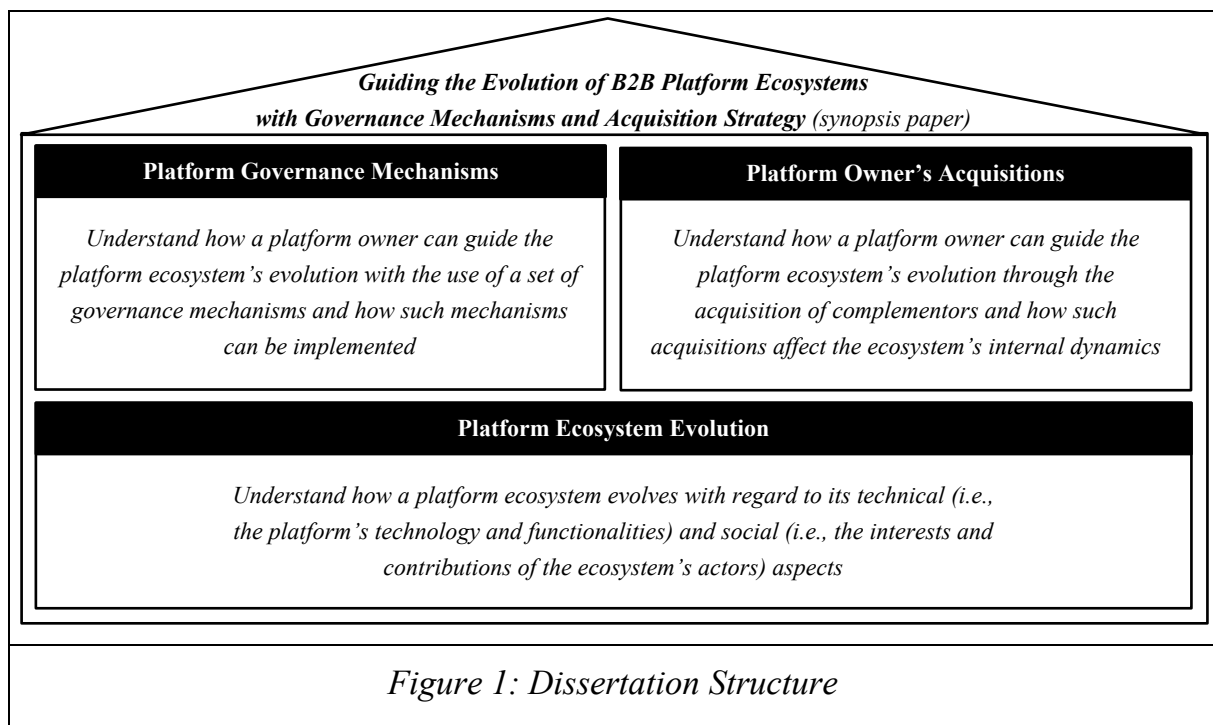 Guiding the Evolution of B2B Platform Ecosystems
with Governance Mechanisms and Acquisition Strategy (synopsis paper)
Platform Governance Mechanisms
Understand how a platform owner can guide the
platform ecosystem’s evolution with the use of a set of
governance mechanisms and how such mechanisms
can be implemented
Platform Owner’s Acquisitions
Understand how a platform owner can guide the
platform ecosystem’s evolution through the
acquisition of complementors and how such
acquisitions affect the ecosystem’s internal dynamics
Platform Ecosystem Evolution
Understand how a platform ecosystem evolves with regard to its technical (i.e.,
the platform’s technology and functionalities) and social (i.e., the interests and
contributions of the ecosystem’s actors) aspects
Figure 1: Dissertation Structure